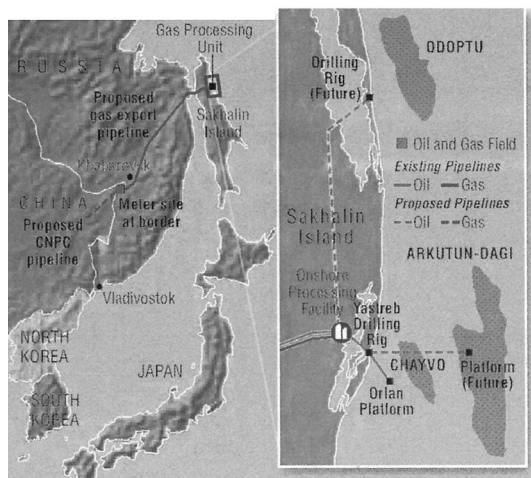 Gas Processing
Unit
RUSSIA
Proposed
gas export
pipeline
Sakhalin
Island
Khabarovsk
CHINA
Meter site
at border
Proposed
CNPC
pipeline
Vladivostok
NORTH
KOREA
JAPAN
SOUTH
KOREA
ODOPTU
Drilling
Rig
(Future)
Oil and Gas Field
Existing Pipelines
Oil Gas
Proposed Pipelines
Oil Gas
Sakhalin
Island
ARKUTUN-DAGI
Onshore
Processing
Facility
Yastreb
Drilling
Rig
CHAYVO
Platform
(Future)
Orlan
Platform